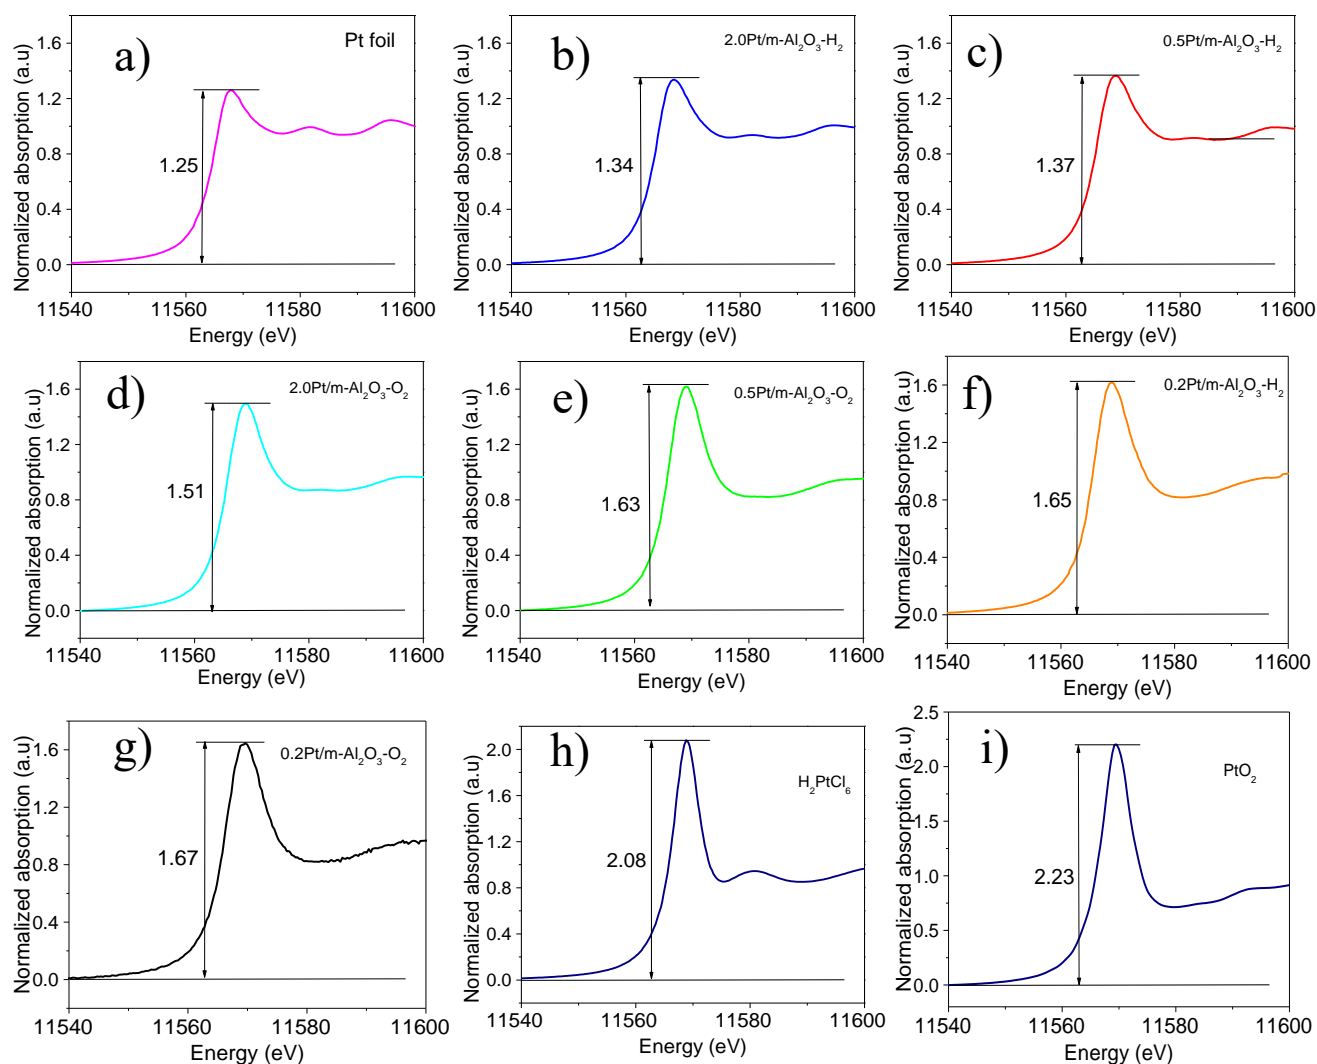 a)
Pt foil
1.25
Normalized absorption (a.u)
1.6
1.2
0.8
0.4
0.0
11540 11560 11580 11600
Energy (eV)
b)
2.0Pt/m-Al₂O₃-H₂
1.34
Normalized absorption (a.u)
1.6
1.2
0.8
0.4
0.0
11540 11560 11580 11600
Energy (eV)
c)
0.5Pt/m-Al₂O₃-H₂
1.37
Normalized absorption (a.u)
1.6
1.2
0.8
0.4
0.0
11540 11560 11580 11600
Energy (eV)
d)
2.0Pt/m-Al₂O₃-O₂
1.51
Normalized absorption (a.u)
1.6
1.2
0.8
0.4
0.0
11540 11560 11580 11600
Energy (eV)
e)
0.5Pt/m-Al₂O₃-O₂
1.63
Normalized absorption (a.u)
1.6
1.2
0.8
0.4
0.0
11540 11560 11580 11600
Energy (eV)
f)
0.2Pt/m-Al₂O₃-H₂
1.65
Normalized absorption (a.u)
1.6
1.2
0.8
0.4
0.0
11540 11560 11580 11600
Energy (eV)
g)
0.2Pt/m-Al₂O₃-O₂
1.67
Normalized absorption (a.u)
1.6
1.2
0.8
0.4
0.0
11540 11560 11580 11600
Energy (eV)
h)
H₂PtCl₆
2.08
Normalized absorption (a.u)
2.0
1.6
1.2
0.8
0.4
0.0
11540 11560 11580 11600
Energy (eV)
i)
PtO₂
2.23
Normalized absorption (a.u)
2.5
2.0
1.5
1.0
0.5
0.0
11540 11560 11580 11600
Energy (eV)